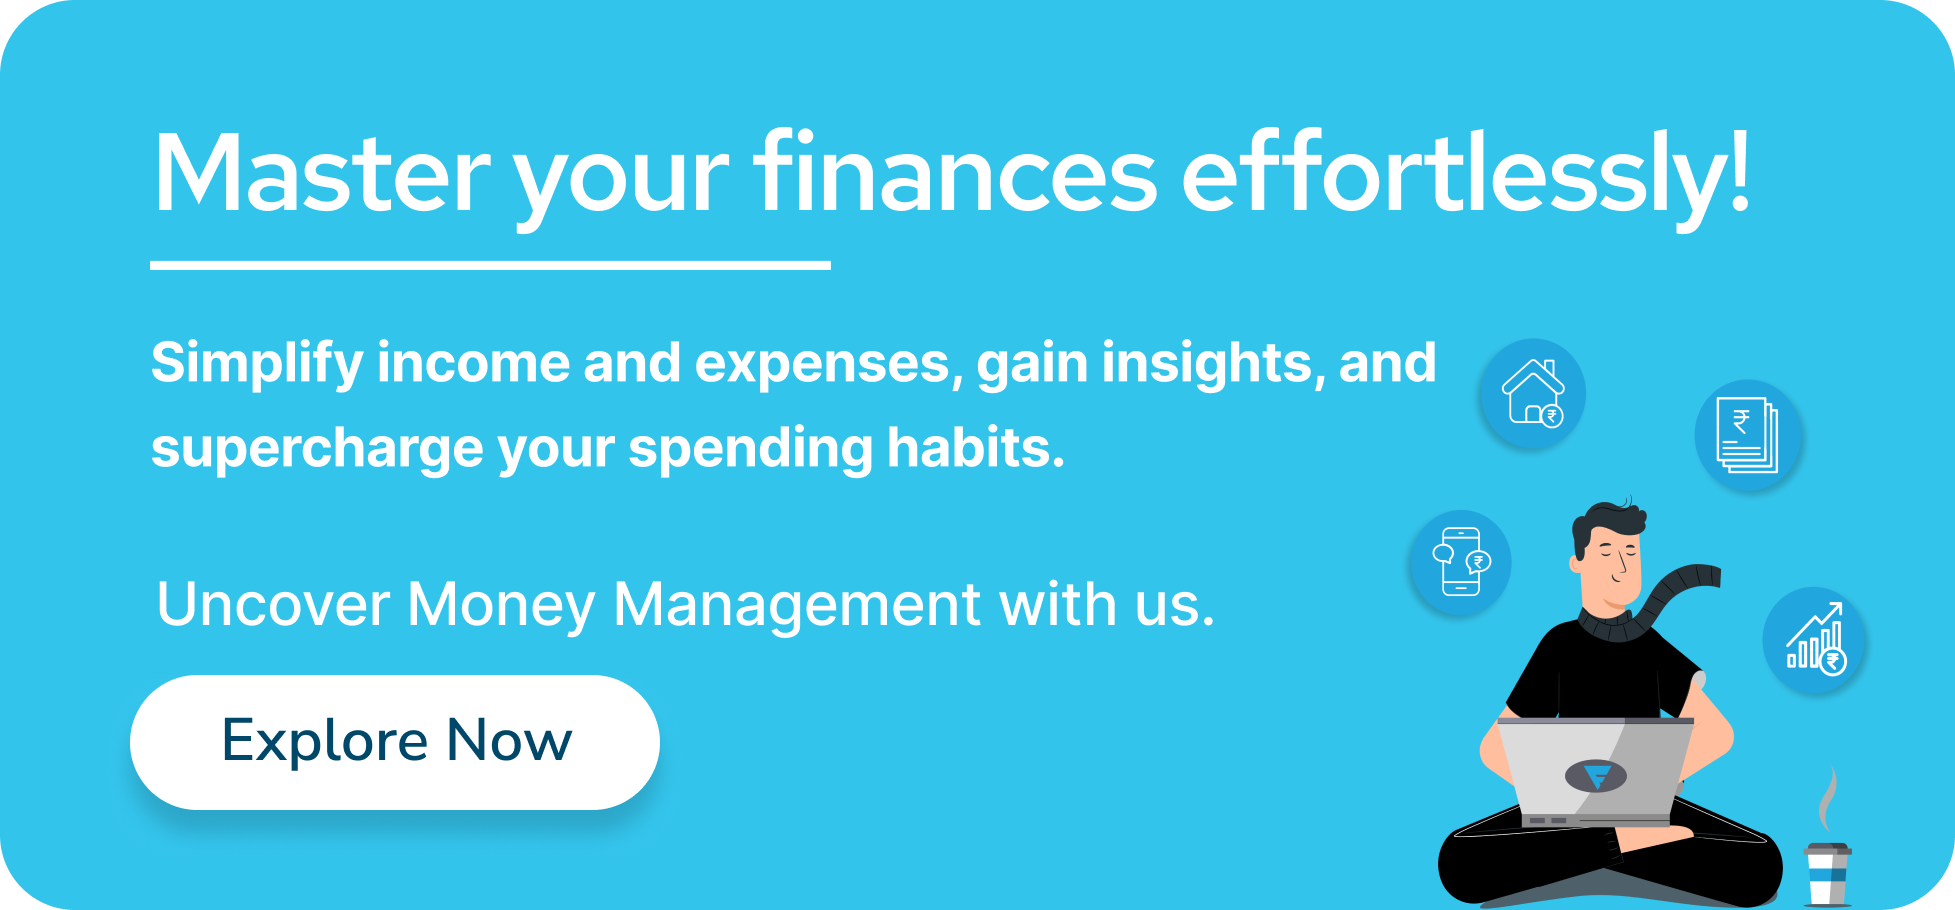 Master your finances effortlessly!
Simplify income and expenses, gain insights, and
supercharge your spending habits.
Uncover Money Management with us.
Explore Now
₹
₹
₹
₹